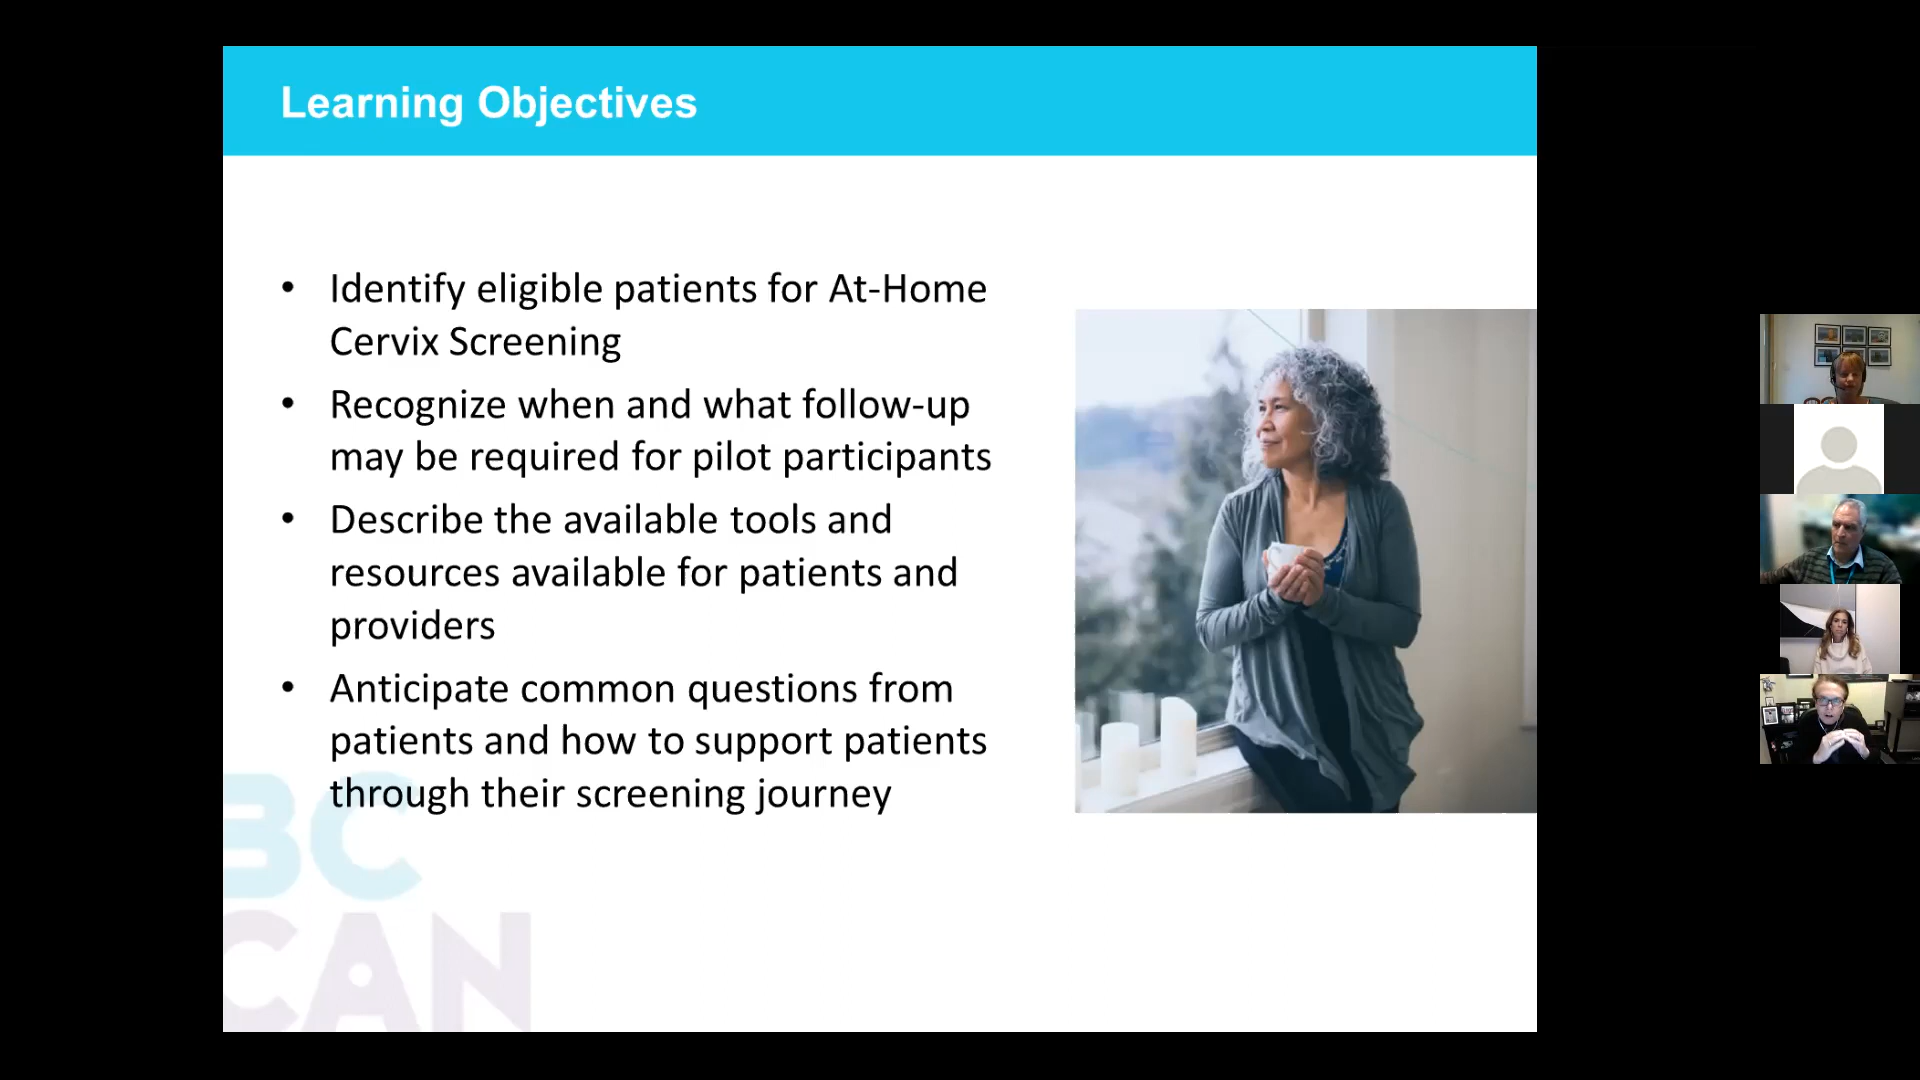 Learning Objectives
• Identify eligible patients for At-Home
Cervix Screening
• Recognize when and what follow-up
may be required for pilot participants
• Describe the available tools and
resources available for patients and
providers
• Anticipate common questions from
patients and how to support patients
through their screening journey
BC
CAN